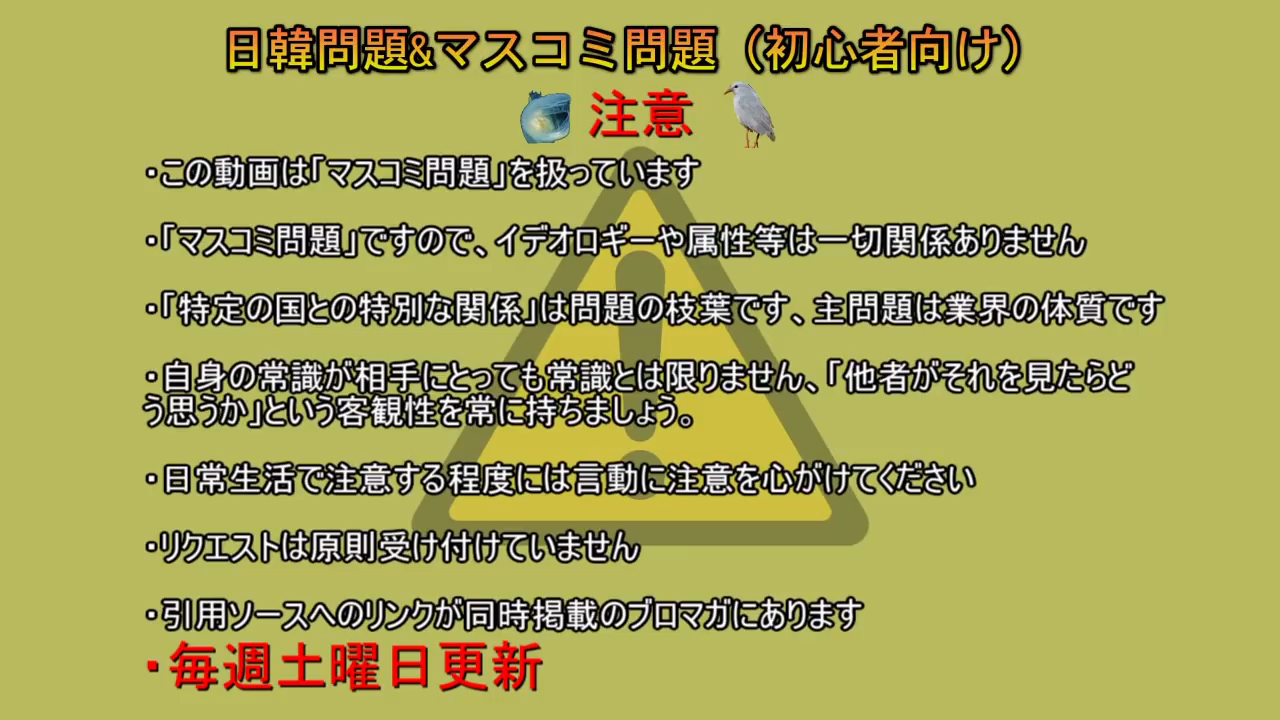 日韓問題&マスコミ問題（初心者向け）
注意
・この動画は「マスコミ問題」を扱っています
・「マスコミ問題」ですので、イデオロギーや属性等は一切関係ありません
・「特定の国との特別な関係」は問題の枝葉です、主問題は業界の体質です
・自身の常識が相手にとっても常識とは限りません、「他者がそれを見たらど
う思うか」という客観性を常に持ちましょう。
・日常生活で注意する程度には言動に注意を心がけてください
・リクエストは原則受け付けていません
・引用ソースへのリンクが同時掲載のブロマガにあります
・毎週土曜日更新